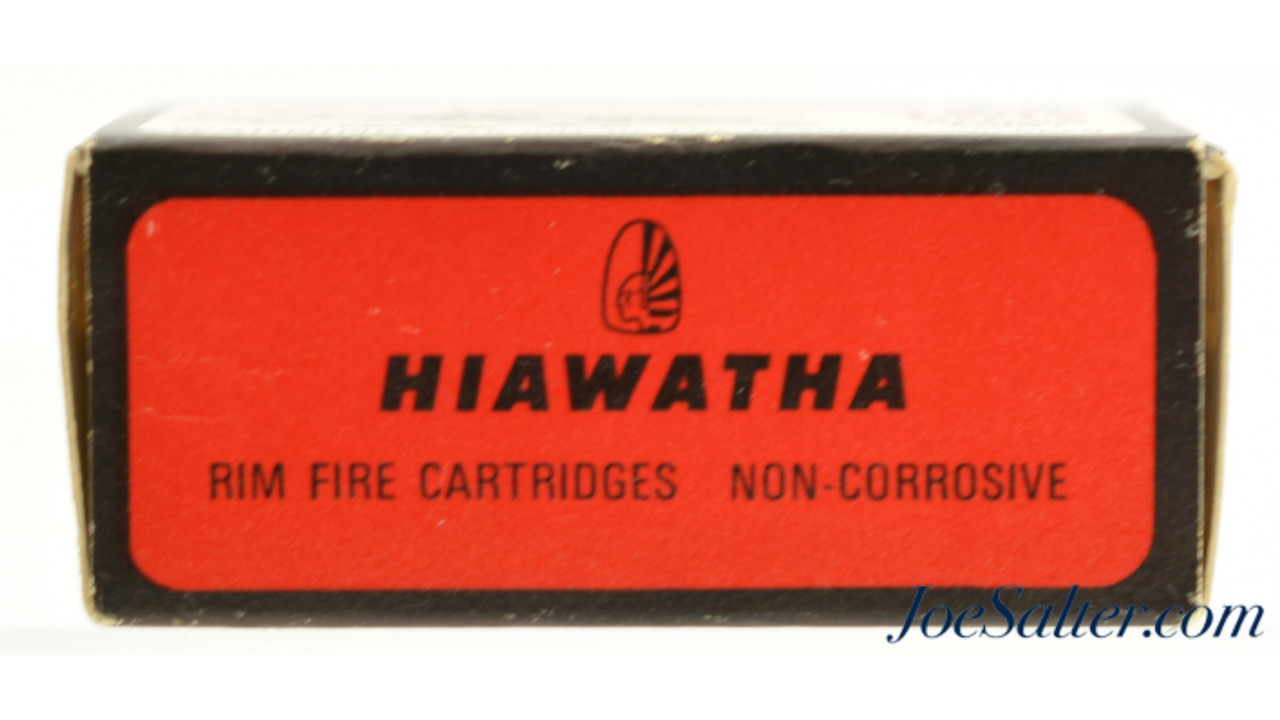 HIAWATHA
RIM FIRE CARTRIDGES NON-CORROSIVE
JoeSalter.com